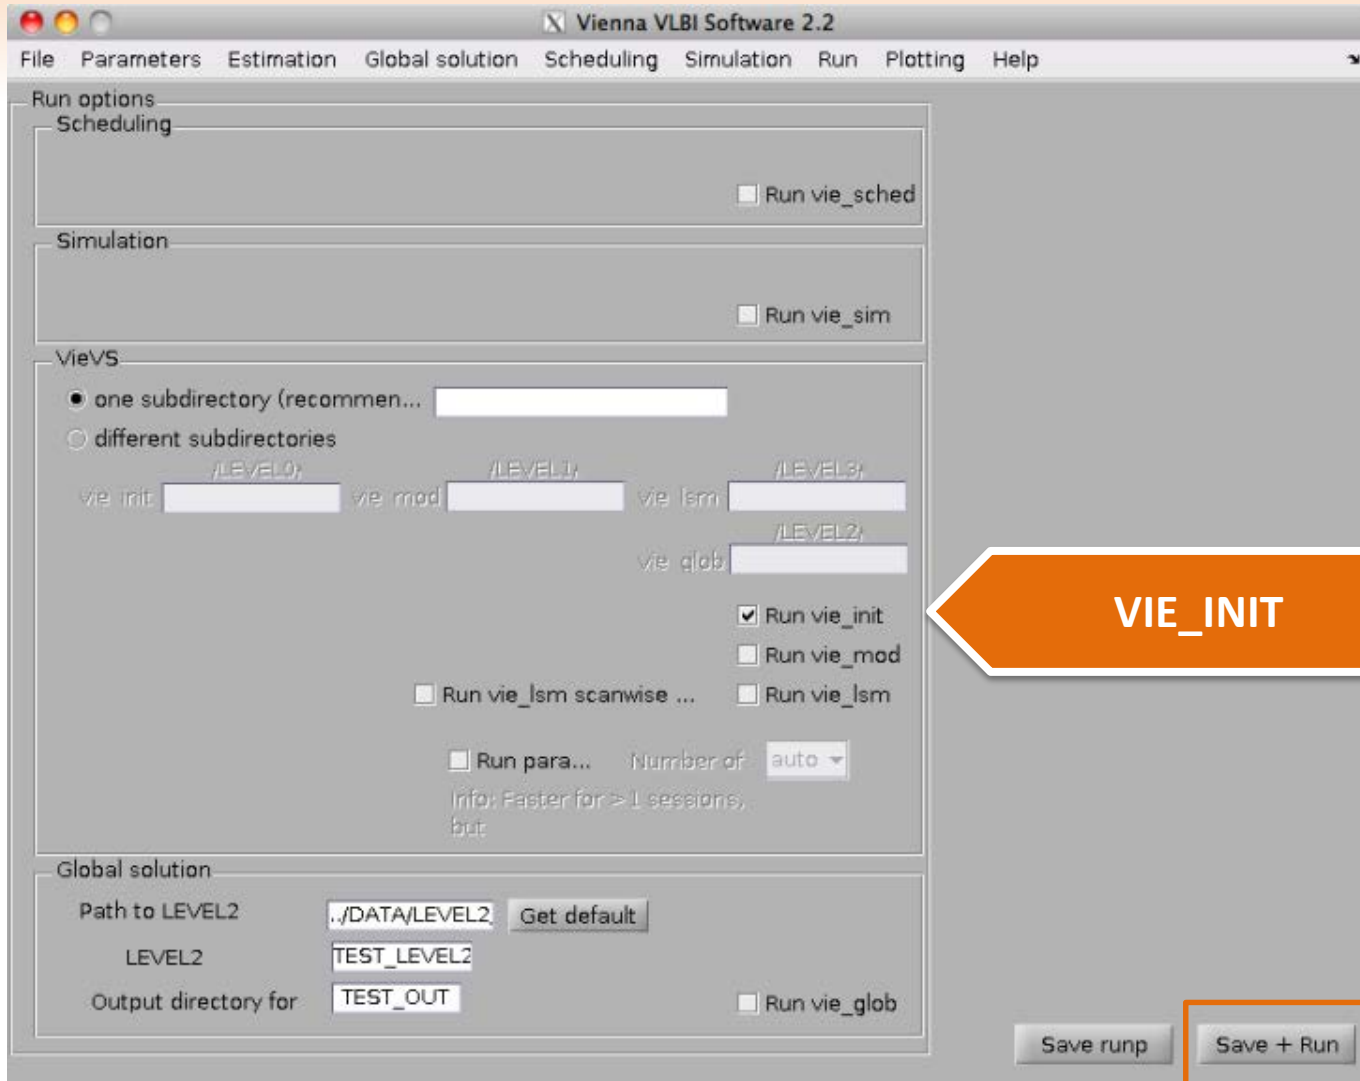 Vienna VLBI Software 2.2
File Parameters Estimation Global solution Scheduling Simulation Run Plotting Help
Run options
Scheduling
Run vie_sched
Simulation
Run vie_sim
VieVS
one subdirectory (recommen...
different subdirectories
/LEVEL0/ /LEVEL1/ /LEVEL3/
vie_init vie_mod vie_lsm
/LEVEL2/
vie_glob
Run vie_init
VIE_INIT
Run vie_mod
Run vie_lsm scanwise ... Run vie_lsm
Run para... Number of auto
Info: Faster for > 1 sessions,
but
Global solution
Path to LEVEL2 ../DATA/LEVEL2 Get default
LEVEL2 TEST_LEVEL2
Output directory for TEST_OUT Run vie_glob
Save runp Save + Run